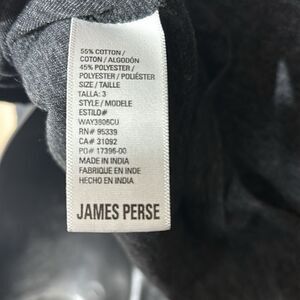 55% COTTON /
COTON / ALGODÓN
45% POLYESTER /
POLYESTER / POLIÉSTER
SIZE / TAILLE
TALLA: 3
STYLE / MODELE
ESTILO#
WAY3806CU
RN# 95339
CA# 31092
PO# 17396-00
MADE IN INDIA
FABRIQUE EN INDE
HECHO EN INDIA
JAMES PERSE